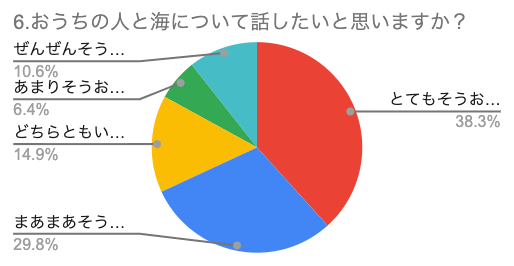 6.おうちの人と海について話したいと思いますか？
ぜんぜんそう…
10.6%
あまりそうお…
6.4%
どちらともい…
14.9%
まあまあそう…
29.8%
とてもそうお…
38.3%